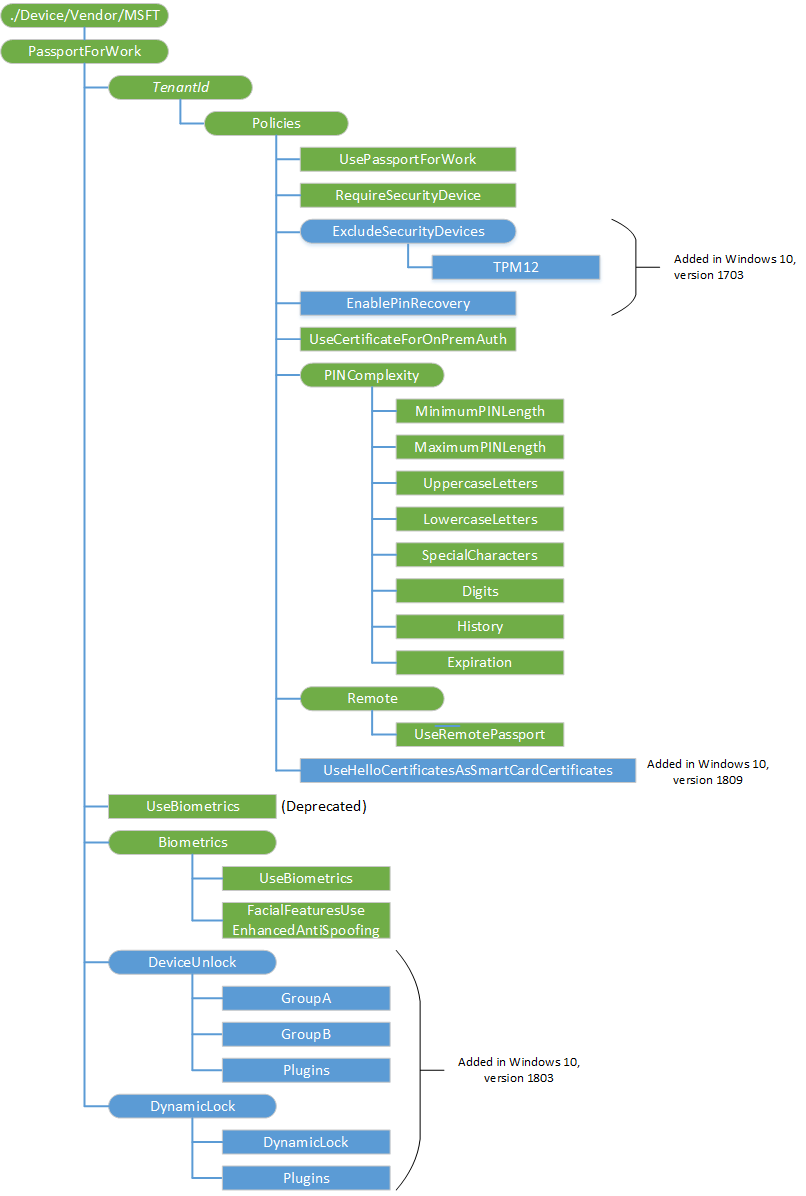 ./Device/Vendor/MSFT
PassportForWork
TenantId
Policies
UsePassportForWork
RequireSecurityDevice
ExcludeSecurityDevices
TPM12
Added in Windows 10,
version 1703
EnablePinRecovery
UseCertificateForOnPremAuth
PINComplexity
MinimumPINLength
MaximumPINLength
UppercaseLetters
LowercaseLetters
SpecialCharacters
Digits
History
Expiration
Remote
UseRemotePassport
UseHelloCertificatesAsSmartCardCertificates
Added in Windows 10,
version 1809
UseBiometrics (Deprecated)
Biometrics
UseBiometrics
FacialFeaturesUse
EnhancedAntiSpoofing
DeviceUnlock
GroupA
GroupB
Plugins
Added in Windows 10,
version 1803
DynamicLock
DynamicLock
Plugins